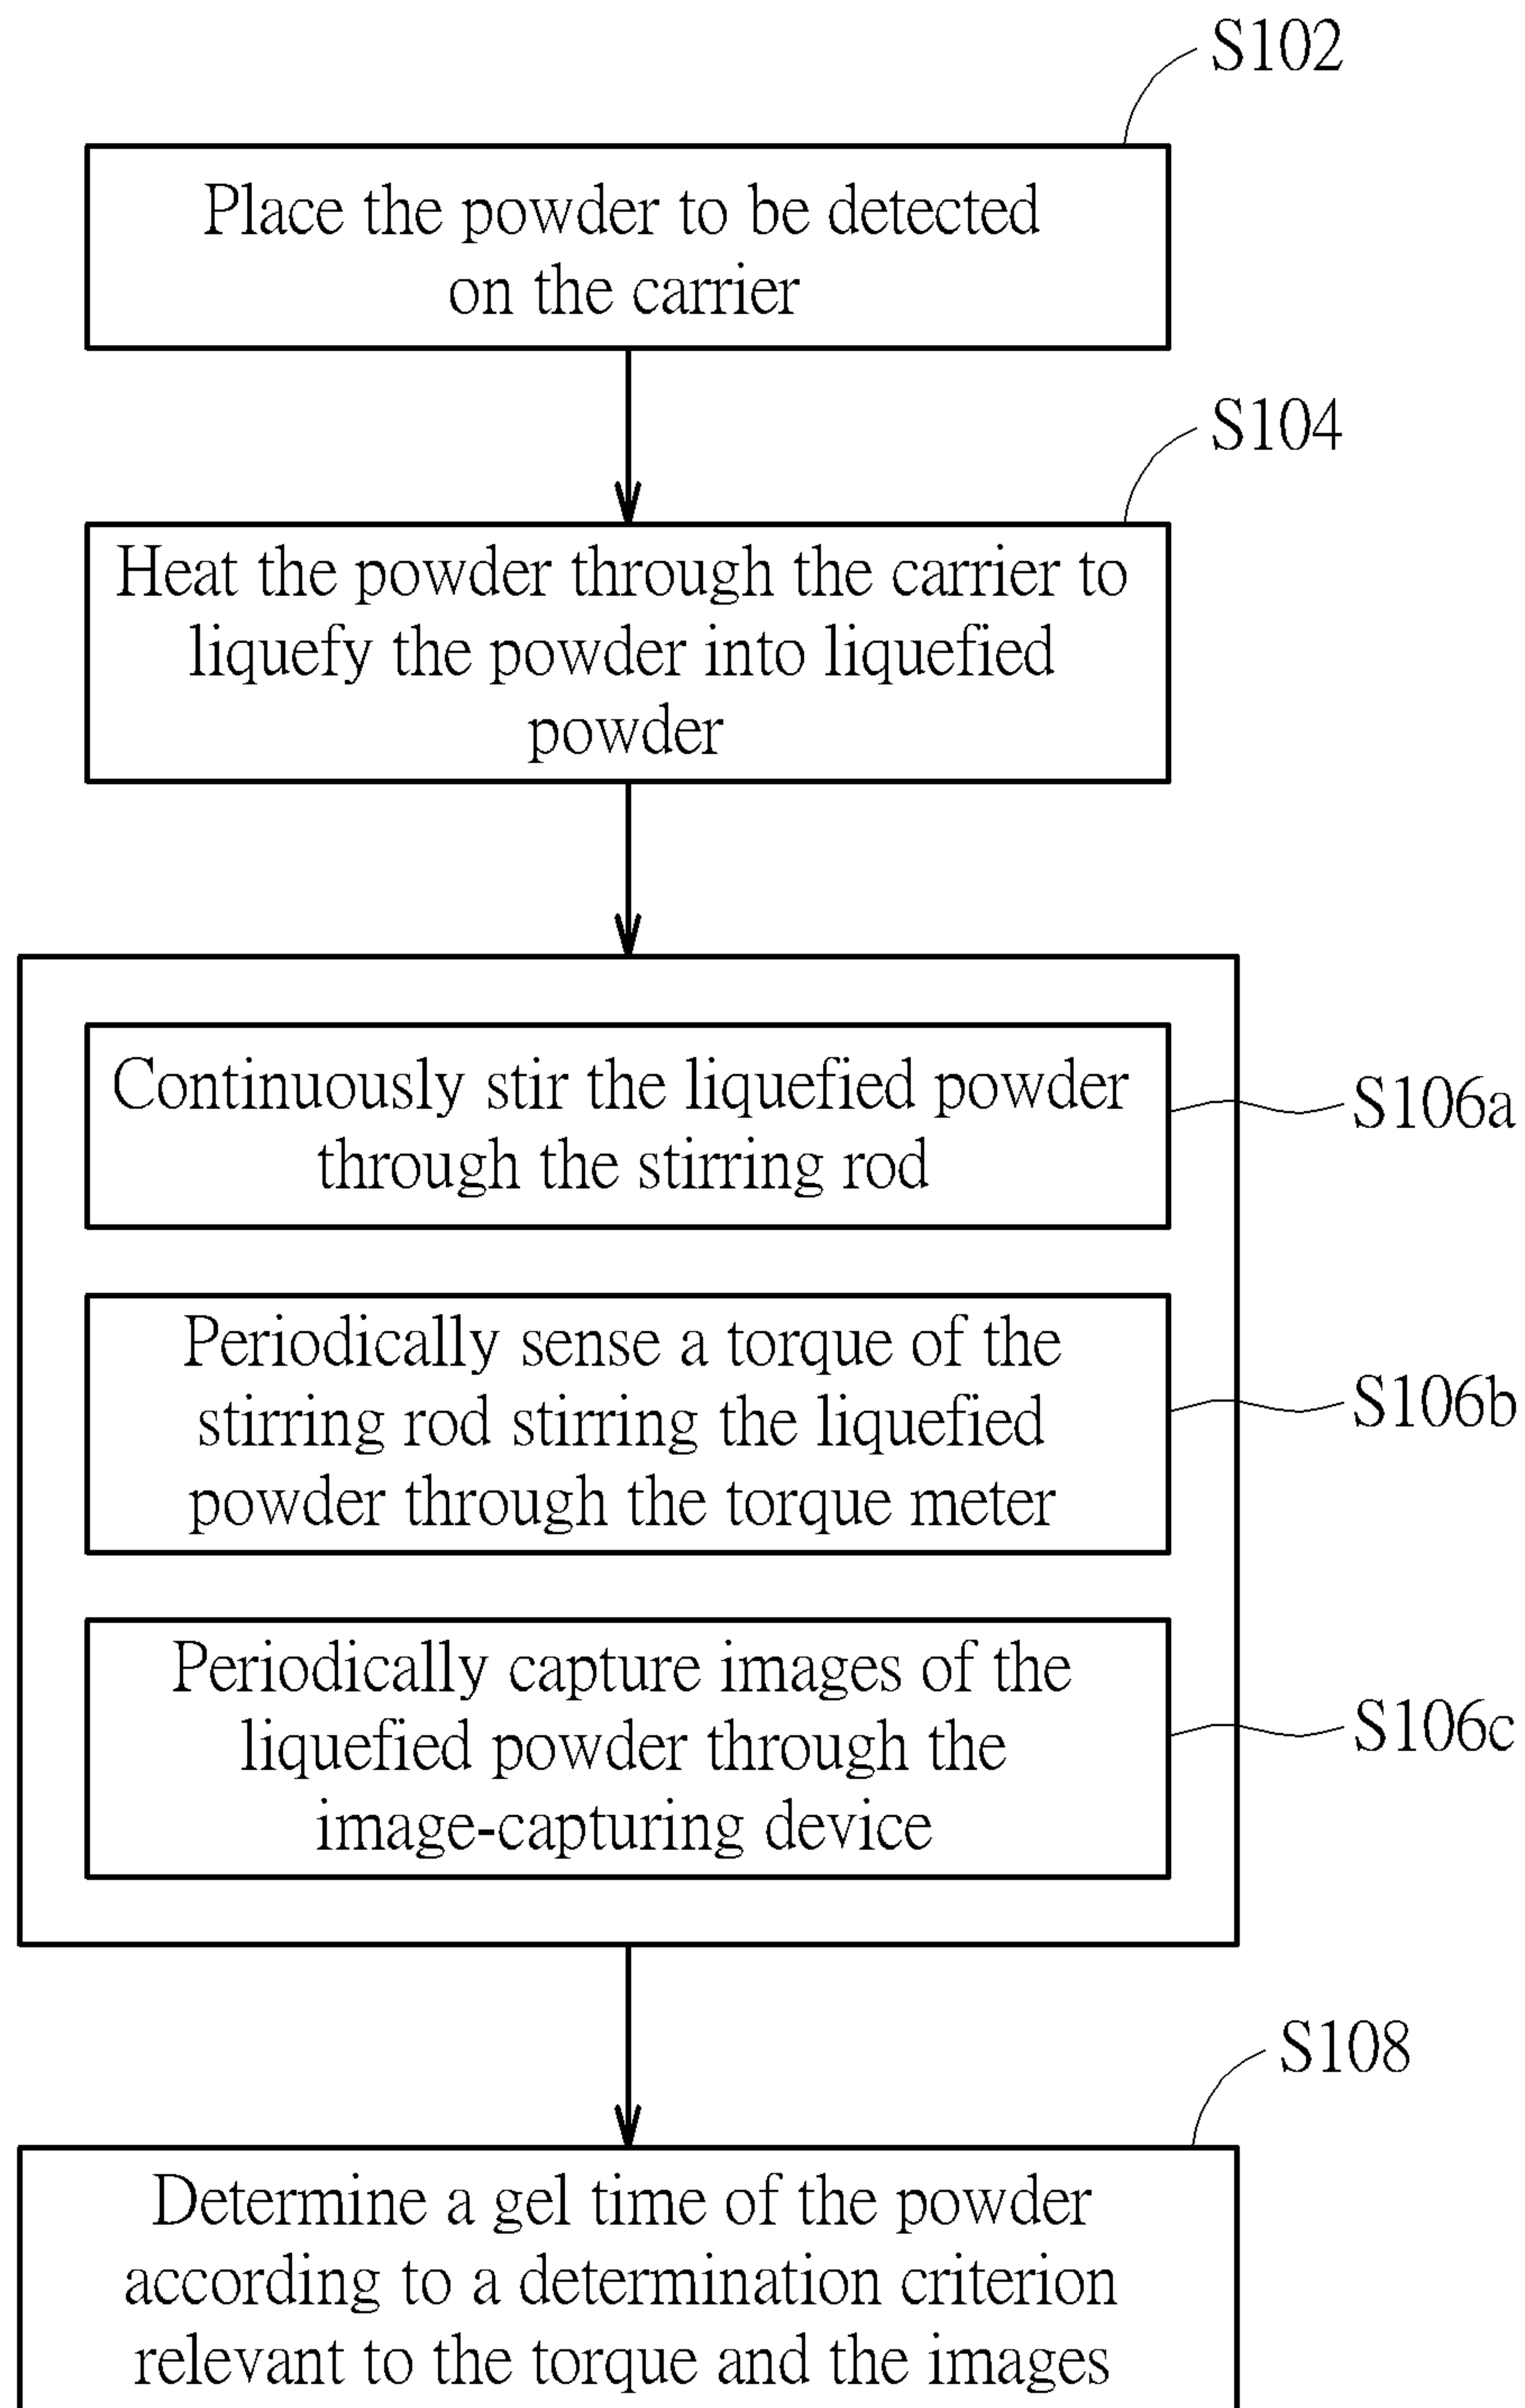 S102
Place the powder to be detected
on the carrier
S104
Heat the powder through the carrier to
liquefy the powder into liquefied
powder
Continuously stir the liquefied powder
through the stirring rod
S106a
Periodically sense a torque of the
stirring rod stirring the liquefied
powder through the torque meter
S106b
Periodically capture images of the
liquefied powder through the
image-capturing device
S106c
S108
Determine a gel time of the powder
according to a determination criterion
relevant to the torque and the images